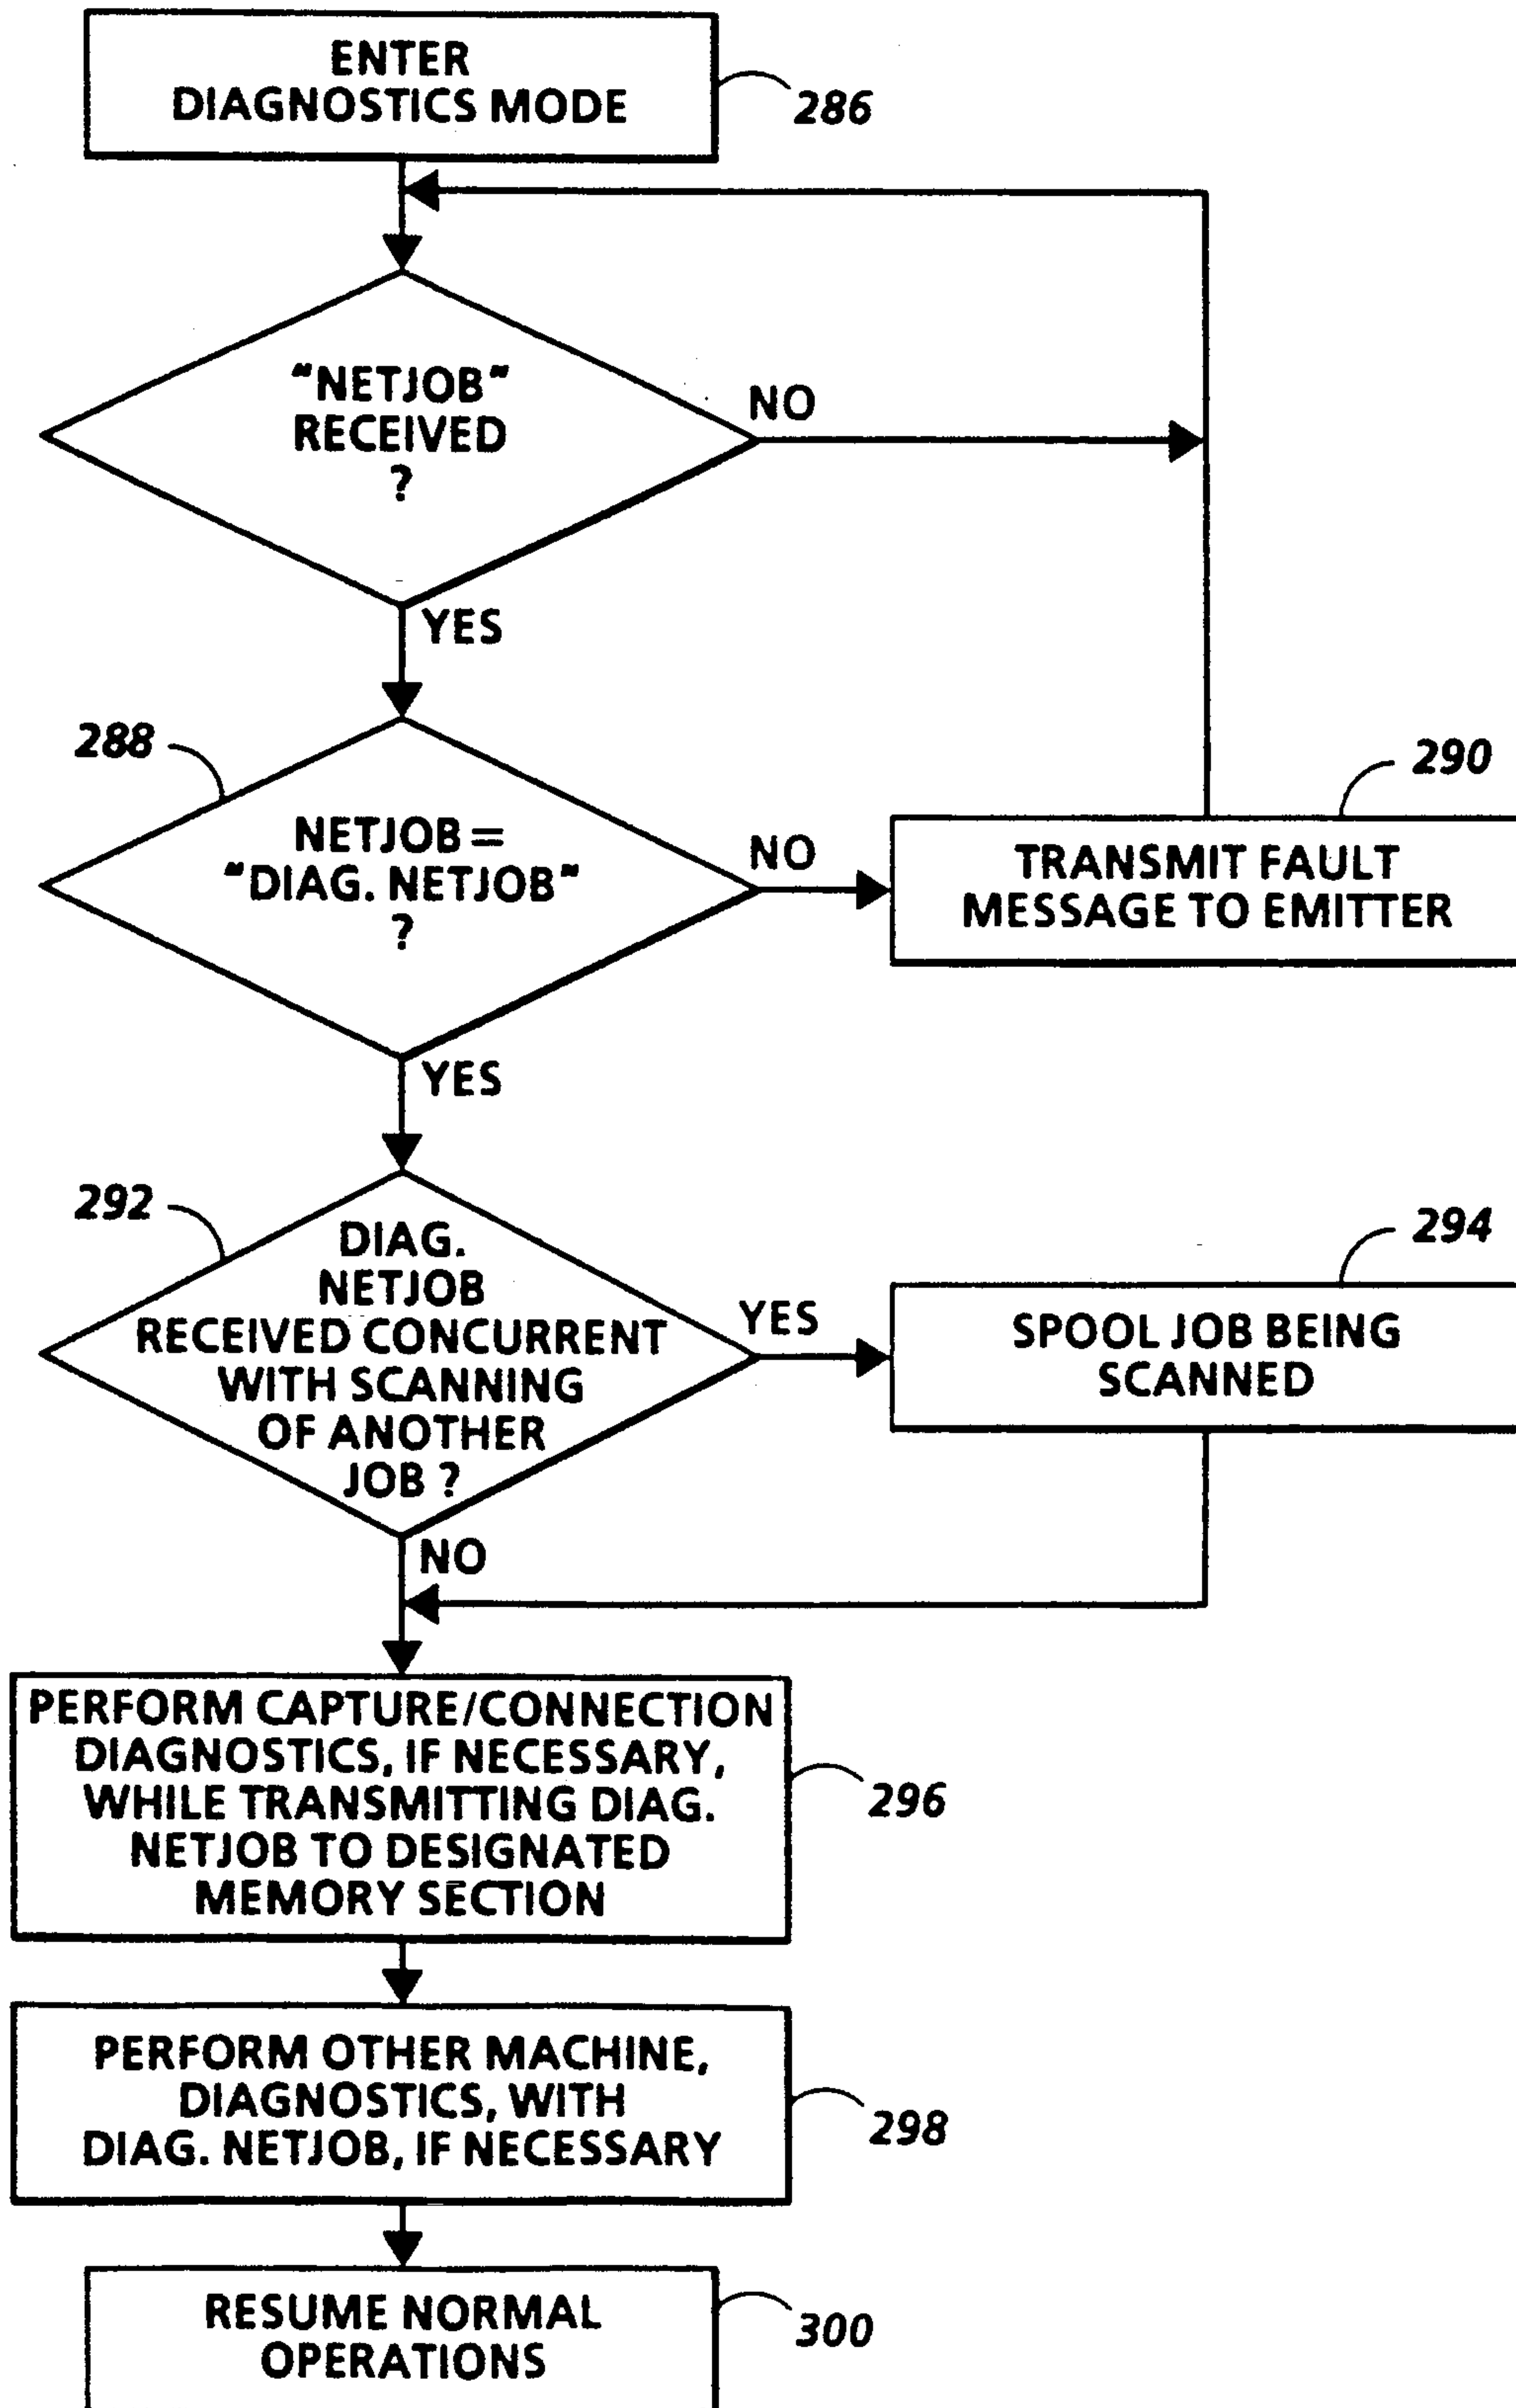 ENTER
DIAGNOSTICS MODE
286
"NETJOB"
RECEIVED
?
NO
YES
288
NETJOB =
"DIAG. NETJOB"
?
NO
290
TRANSMIT FAULT
MESSAGE TO EMITTER
YES
292
DIAG.
NETJOB
RECEIVED CONCURRENT
WITH SCANNING
OF ANOTHER
JOB ?
YES
294
SPOOL JOB BEING
SCANNED
NO
PERFORM CAPTURE/CONNECTION
DIAGNOSTICS, IF NECESSARY,
WHILE TRANSMITTING DIAG.
NETJOB TO DESIGNATED
MEMORY SECTION
296
PERFORM OTHER MACHINE,
DIAGNOSTICS, WITH
DIAG. NETJOB, IF NECESSARY
298
RESUME NORMAL
OPERATIONS
300